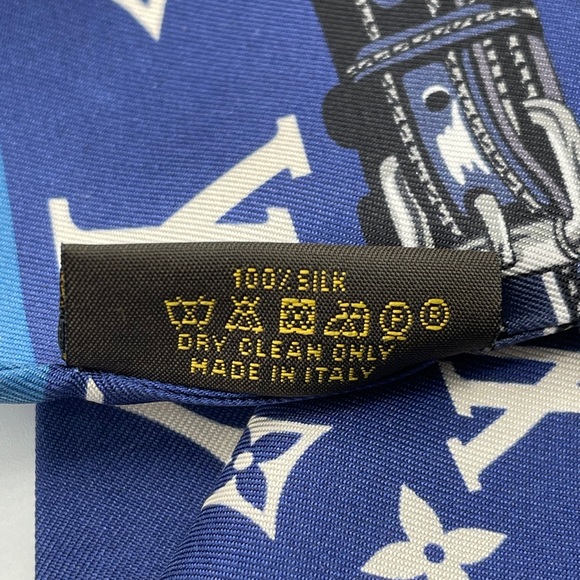 100% SILK
P R
DRY CLEAN ONLY
MADE IN ITALY